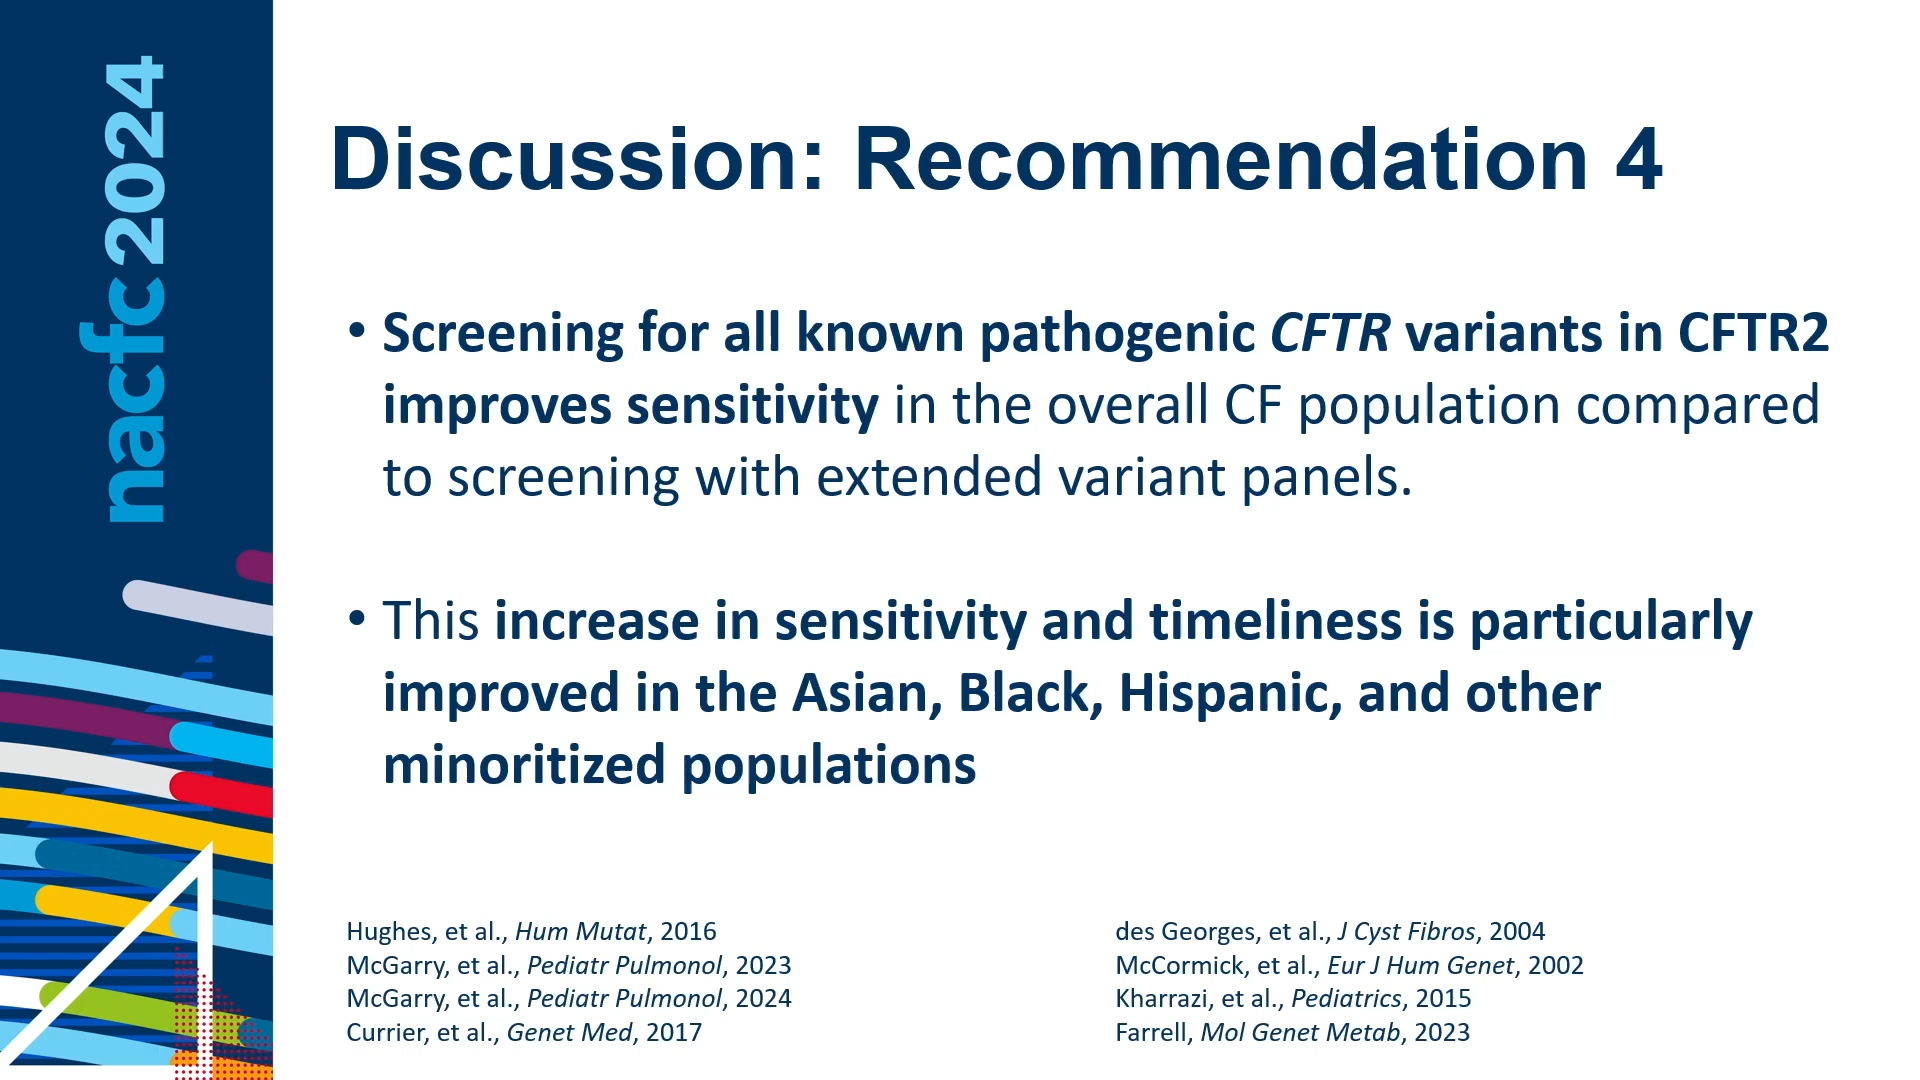 nacfc2024
Discussion: Recommendation 4
• Screening for all known pathogenic CFTR variants in CFTR2
improves sensitivity in the overall CF population compared
to screening with extended variant panels.
• This increase in sensitivity and timeliness is particularly
improved in the Asian, Black, Hispanic, and other
minoritized populations
Hughes, et al., Hum Mutat, 2016
McGarry, et al., Pediatr Pulmonol, 2023
McGarry, et al., Pediatr Pulmonol, 2024
Currier, et al., Genet Med, 2017
des Georges, et al., J Cyst Fibros, 2004
McCormick, et al., Eur J Hum Genet, 2002
Kharrazi, et al., Pediatrics, 2015
Farrell, Mol Genet Metab, 2023